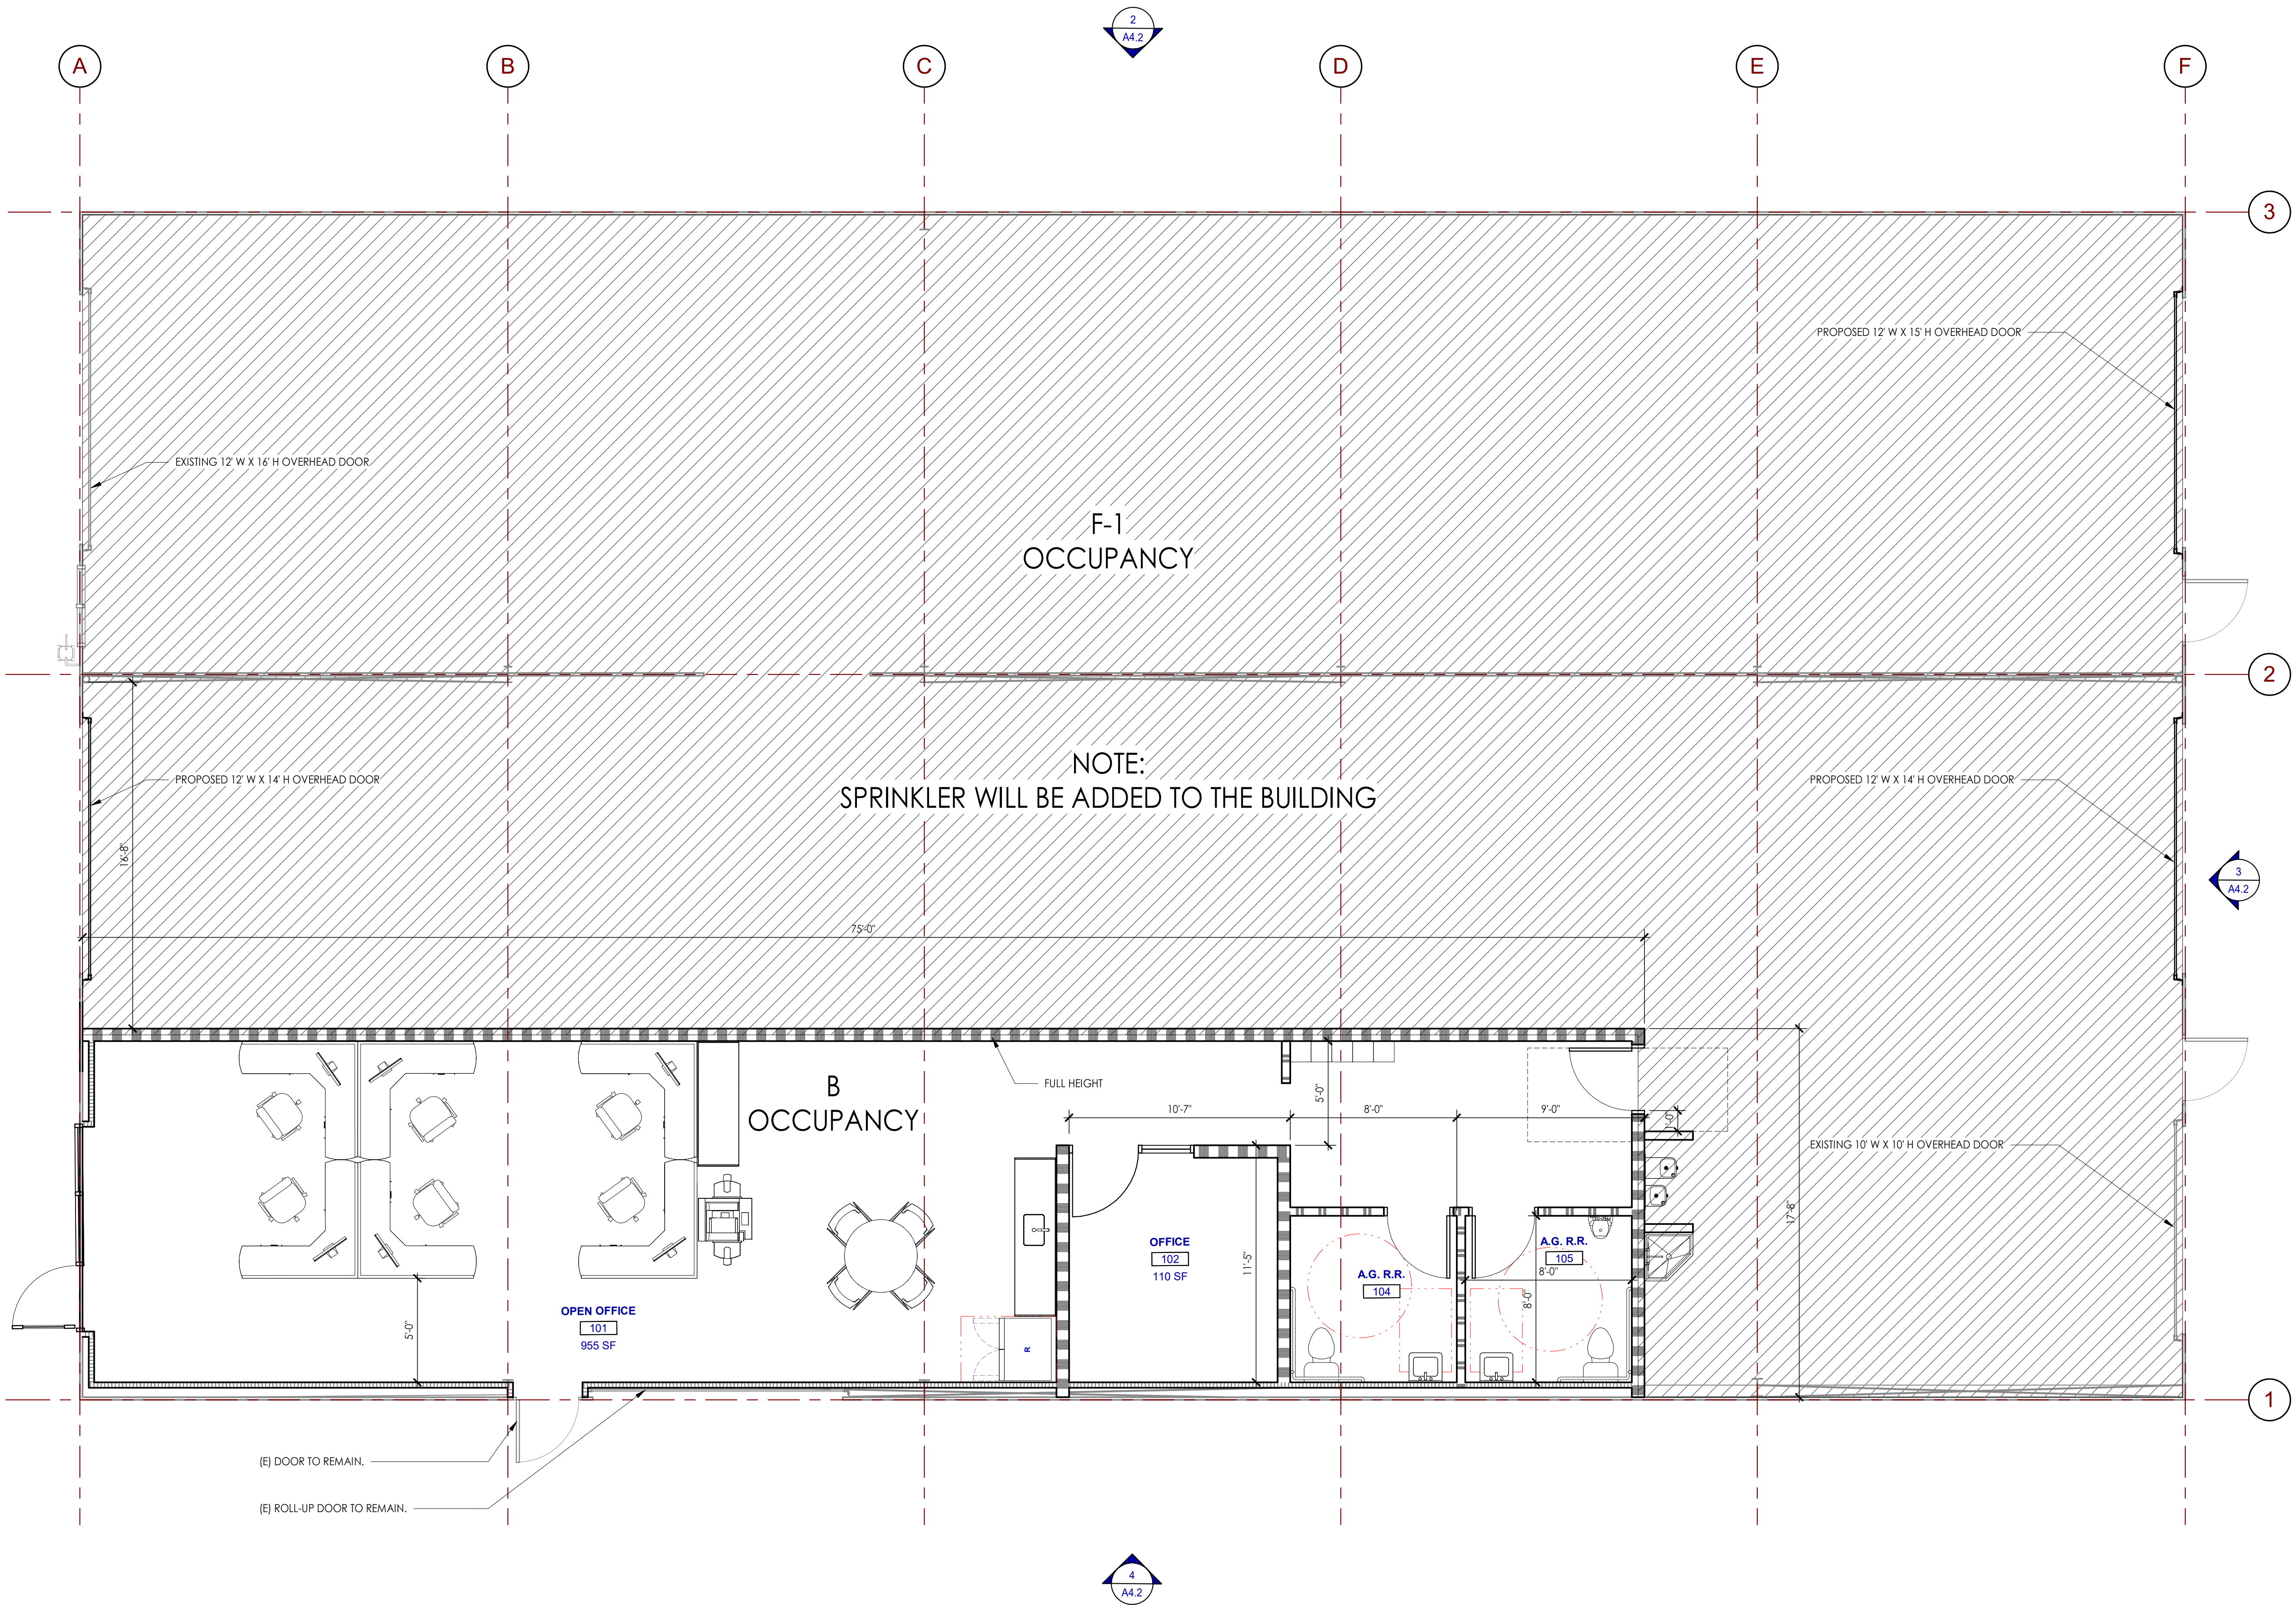 2
A4.2
A
B
C
D
E
F
3
PROPOSED 12' W X 15' H OVERHEAD DOOR
EXISTING 12' W X 16' H OVERHEAD DOOR
F-1
OCCUPANCY
2
NOTE:
SPRINKLER WILL BE ADDED TO THE BUILDING
PROPOSED 12' W X 14' H OVERHEAD DOOR
PROPOSED 12' W X 14' H OVERHEAD DOOR
16'-8"
3
A4.2
75'-0"
B
OCCUPANCY
FULL HEIGHT
5'-0"
10'-7"
8'-0"
9'-0"
1'-0"
EXISTING 10' W X 10' H OVERHEAD DOOR
17'-8"
OFFICE
102
110 SF
11'-5"
A.G. R.R.
105
8'-0"
A.G. R.R.
104
8'-0"
OPEN OFFICE
101
955 SF
5'-0"
R
1
(E) DOOR TO REMAIN.
(E) ROLL-UP DOOR TO REMAIN.
4
A4.2